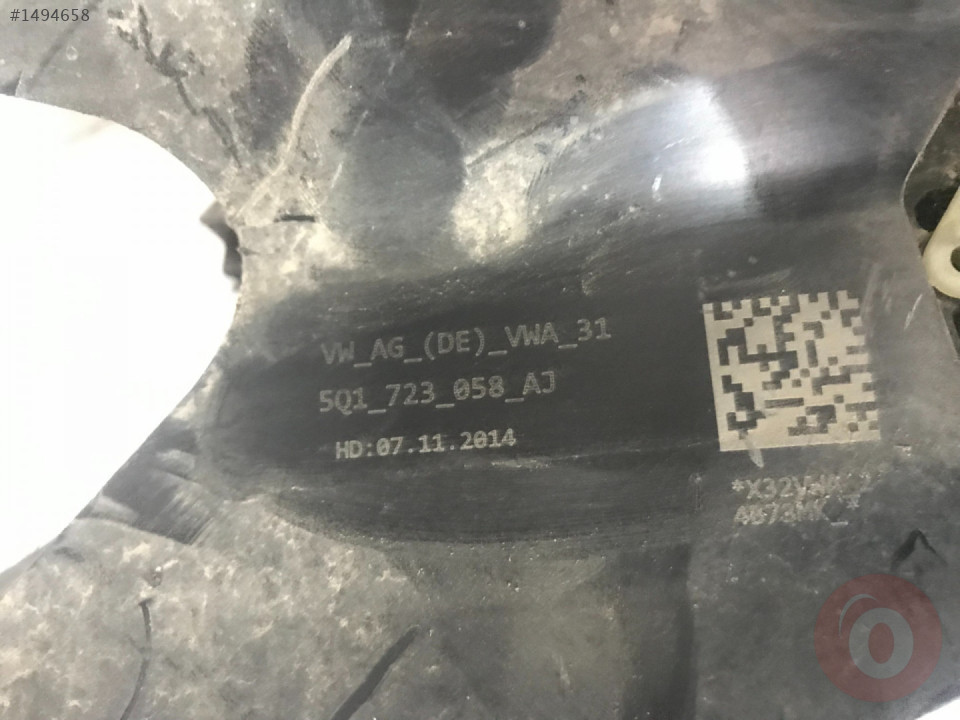 #1494658
VW_AG_(DE)_VWA_31
5Q1_723_058_AJ
HD:07.11.2014